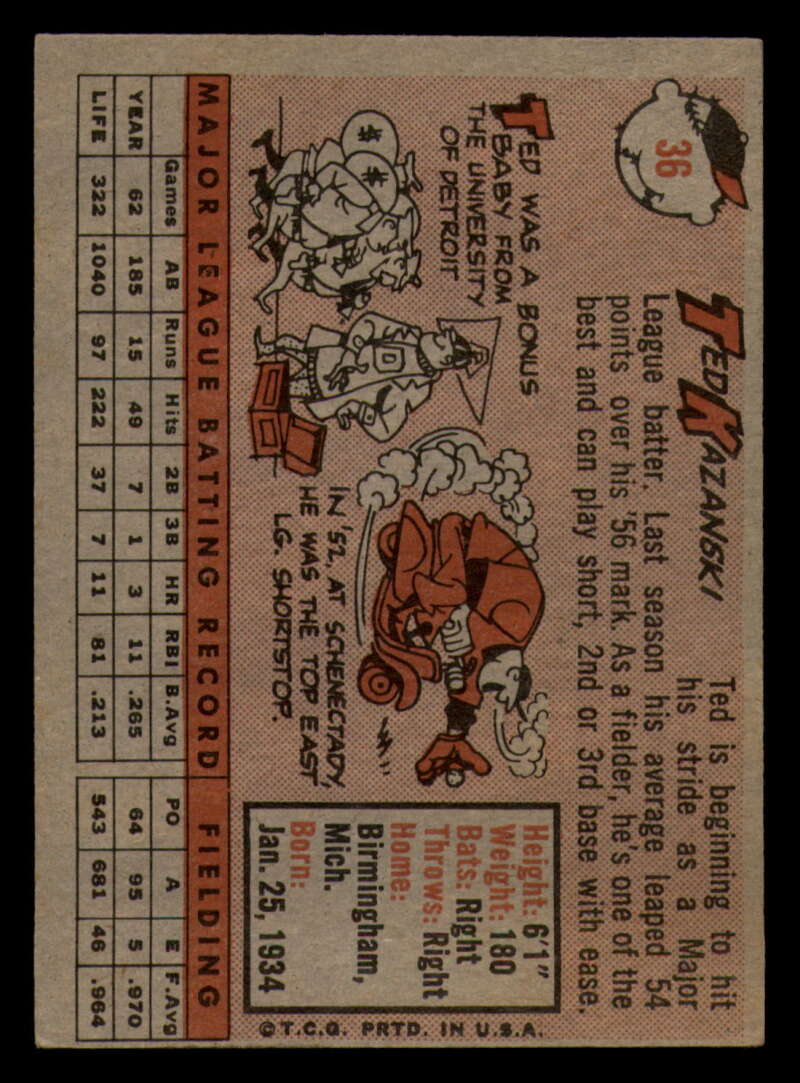 36
TED KAZANSKI
Ted is beginning to hit
his stride as a Major
League batter. Last season his average leaped 54
points over his '56 mark. As a fielder, he's one of the
best and can play short, 2nd or 3rd base with ease.
TED WAS A BONUS
BABY FROM
THE UNIVERSITY
OF DETROIT
$
$
IN '52, AT SCHENECTADY,
HE WAS THE TOP EAST
LG. SHORTSTOP.
Height: 6'1"
Weight: 180
Bats: Right
Throws: Right
Home:
Birmingham,
Mich.
Born:
Jan. 25, 1934
©T.C.G. PRTD. IN U.S.A.
MAJOR LEAGUE BATTING RECORD FIELDING
Games AB Runs Hits 2B 3B HR RBI B.Avg PO A E F.Avg
YEAR 62 185 15 49 7 1 3 11 .265 64 95 5 .970
LIFE 322 1040 97 222 37 7 11 81 .213 543 681 46 .964